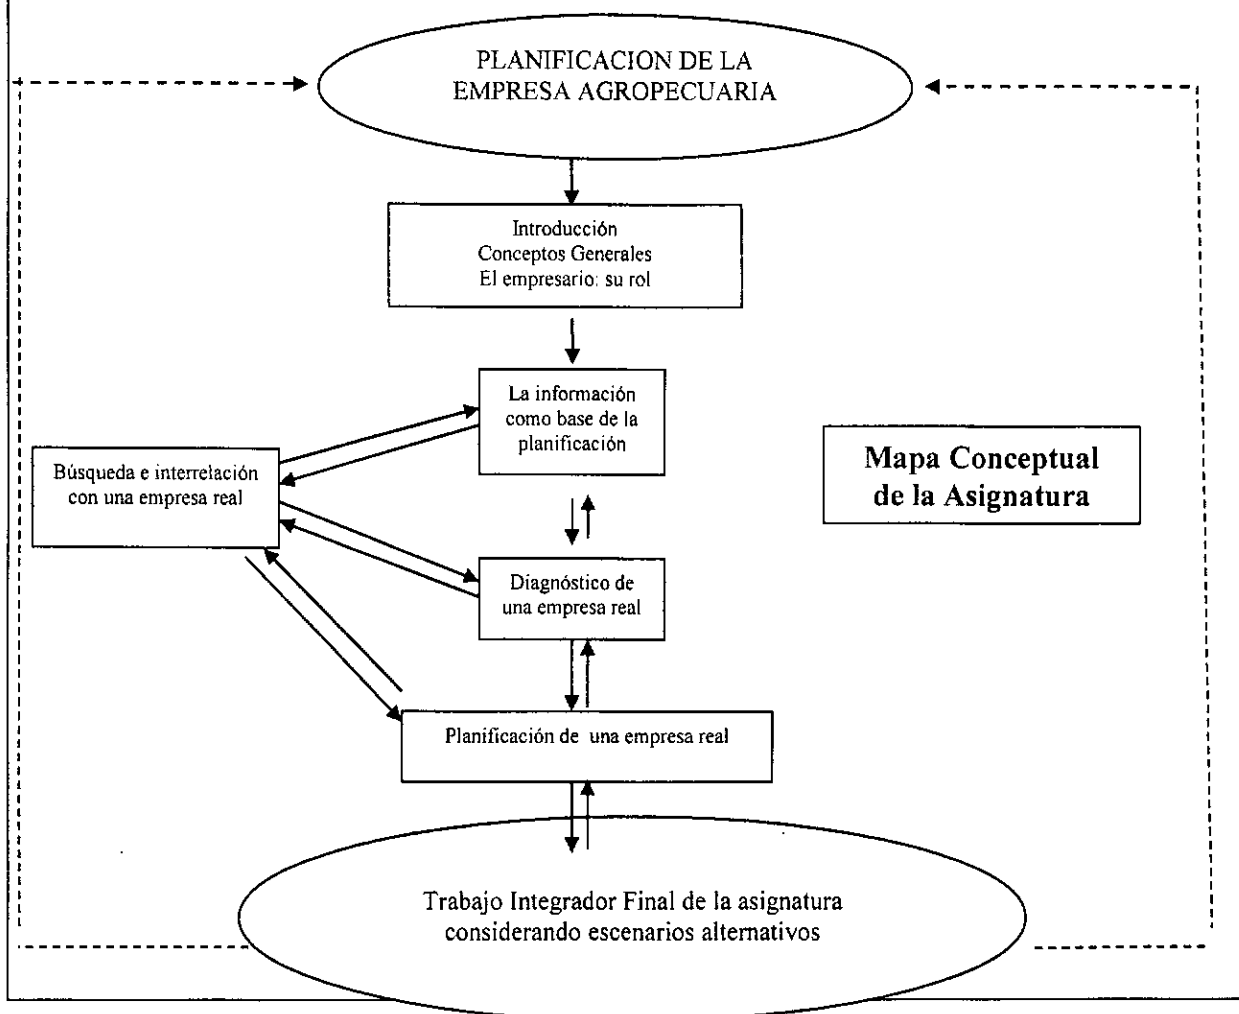 PLANIFICACION DE LA
EMPRESA AGROPECUARIA
Introducción
Conceptos Generales
El empresario: su rol
La información
como base de la
planificación
Búsqueda e interrelación
con una empresa real
Mapa Conceptual
de la Asignatura
Diagnóstico de
una empresa real
Planificación de una empresa real
Trabajo Integrador Final de la asignatura
considerando escenarios alternativos